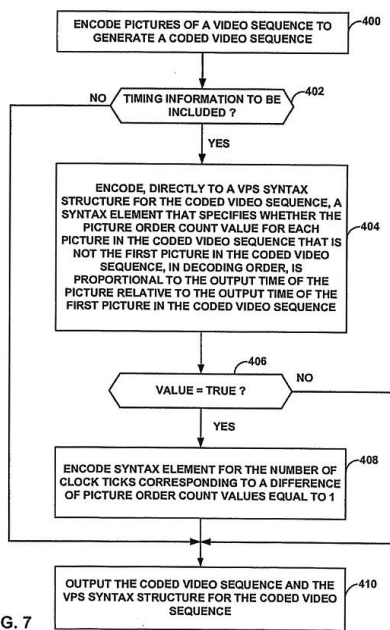 ENCODE PICTURES OF A VIDEO SEQUENCE TO
GENERATE A CODED VIDEO SEQUENCE
400
NO
TIMING INFORMATION TO BE
INCLUDED ?
402
YES
ENCODE, DIRECTLY TO A VPS SYNTAX
STRUCTURE FOR THE CODED VIDEO SEQUENCE, A
SYNTAX ELEMENT THAT SPECIFIES WHETHER THE
PICTURE ORDER COUNT VALUE FOR EACH
PICTURE IN THE CODED VIDEO SEQUENCE THAT IS
NOT THE FIRST PICTURE IN THE CODED VIDEO
SEQUENCE, IN DECODING ORDER, IS
PROPORTIONAL TO THE OUTPUT TIME OF THE
PICTURE RELATIVE TO THE OUTPUT TIME OF THE
FIRST PICTURE IN THE CODED VIDEO SEQUENCE
404
406
VALUE = TRUE ?
NO
YES
ENCODE SYNTAX ELEMENT FOR THE NUMBER OF
CLOCK TICKS CORRESPONDING TO A DIFFERENCE
OF PICTURE ORDER COUNT VALUES EQUAL TO 1
408
OUTPUT THE CODED VIDEO SEQUENCE AND THE
VPS SYNTAX STRUCTURE FOR THE CODED VIDEO
SEQUENCE
410
G. 7